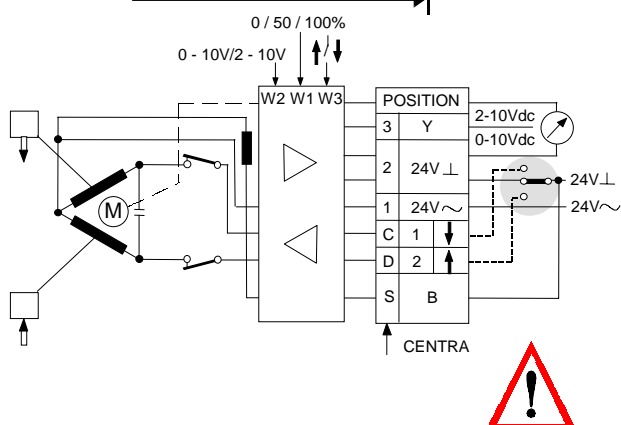 0 / 50 / 100%
0 - 10V/2 - 10V
W2 W1 W3
POSITION
3 Y
2-10Vdc
0-10Vdc
2 24V⊥
24V⊥
1 24V~
24V~
C 1
D 2
M
S B
CENTRA
!